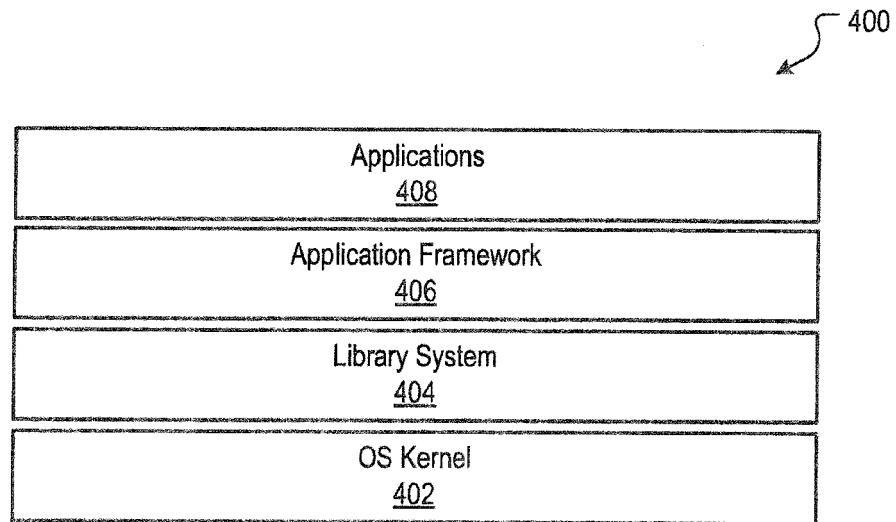 400
Applications
408
Application Framework
406
Library System
404
OS Kernel
402